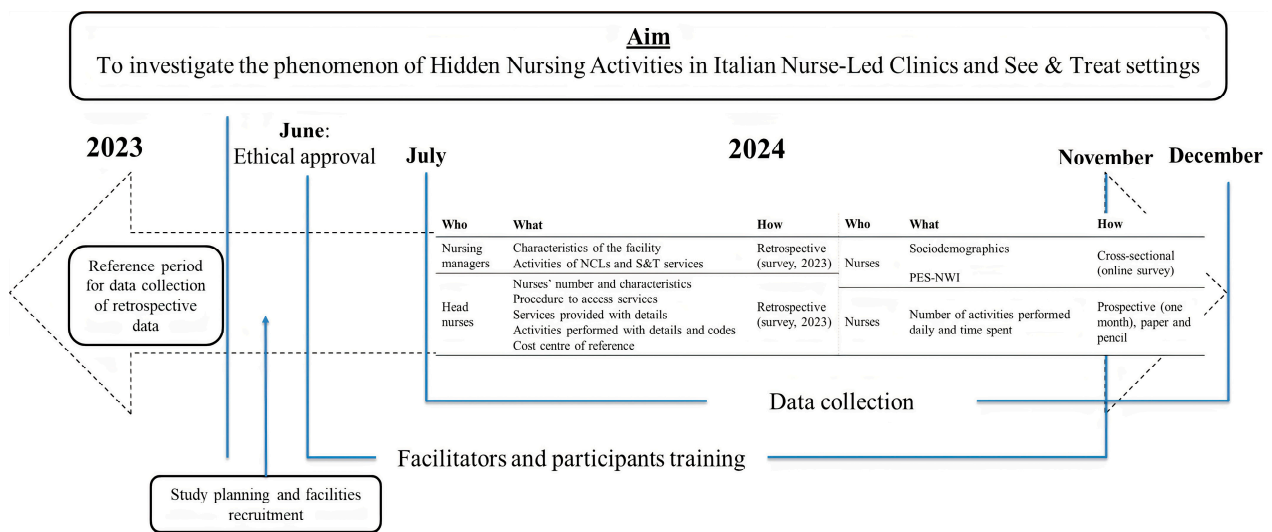 Aim
To investigate the phenomenon of Hidden Nursing Activities in Italian Nurse-Led Clinics and See & Treat settings
2023
June:
Ethical approval
July
2024
November
December
Reference period
for data collection
of retrospective
data
Who What How
Nursing
managers
Characteristics of the facility
Activities of NCLs and S&T services
Retrospective
(survey, 2023)
Head
nurses
Nurses' number and characteristics
Procedure to access services
Services provided with details
Activities performed with details and codes
Cost centre of reference
Retrospective
(survey, 2023)
Who What How
Nurses
Sociodemographics
PES-NWI
Cross-sectional
(online survey)
Nurses
Number of activities performed
daily and time spent
Prospective (one
month), paper and
pencil
Data collection
Facilitators and participants training
Study planning and facilities
recruitment